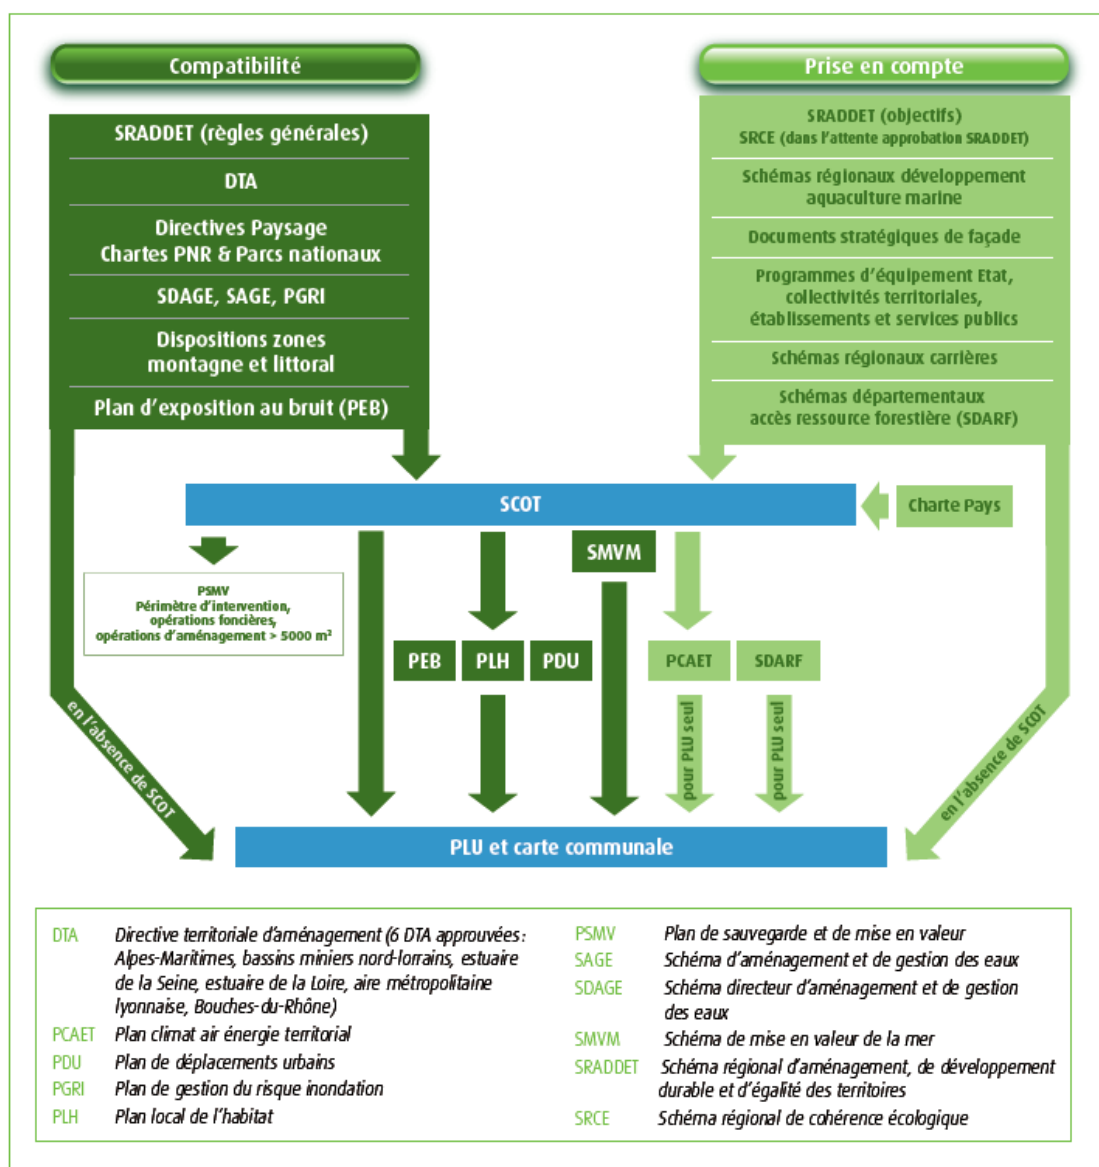 Compatibilité
SRADDET (règles générales)
DTA
Directives Paysage
Chartes PNR & Parcs nationaux
SDAGE, SAGE, PGRI
Dispositions zones
montagne et littoral
Plan d'exposition au bruit (PEB)
Prise en compte
SRADDET (objectifs)
SRCE (dans l'attente approbation SRADDET)
Schémas régionaux développement
aquaculture marine
Documents stratégiques de façade
Programmes d'équipement Etat,
collectivités territoriales,
établissements et services publics
Schémas régionaux carrières
Schémas départementaux
accès ressource forestière (SDARF)
SCOT
Charte Pays
SMVM
PSMV
Périmètre d'intervention,
opérations foncières,
opérations d'aménagement > 5000 m²
PEB
PLH
PDU
PCAET
SDARF
pour PLU seul
pour PLU seul
en l'absence de SCOT
en l'absence de SCOT
PLU et carte communale
DTA Directive territoriale d'aménagement (6 DTA approuvées :
Alpes-Maritimes, bassins miniers nord-lorrains, estuaire
de la Seine, estuaire de la Loire, aire métropolitaine
lyonnaise, Bouches-du-Rhône)
PCAET Plan climat air énergie territorial
PDU Plan de déplacements urbains
PGRI Plan de gestion du risque inondation
PLH Plan local de l'habitat
PSMV Plan de sauvegarde et de mise en valeur
SAGE Schéma d'aménagement et de gestion des eaux
SDAGE Schéma directeur d'aménagement et de gestion
des eaux
SMVM Schéma de mise en valeur de la mer
SRADDET Schéma régional d'aménagement, de développement
durable et d'égalité des territoires
SRCE Schéma régional de cohérence écologique